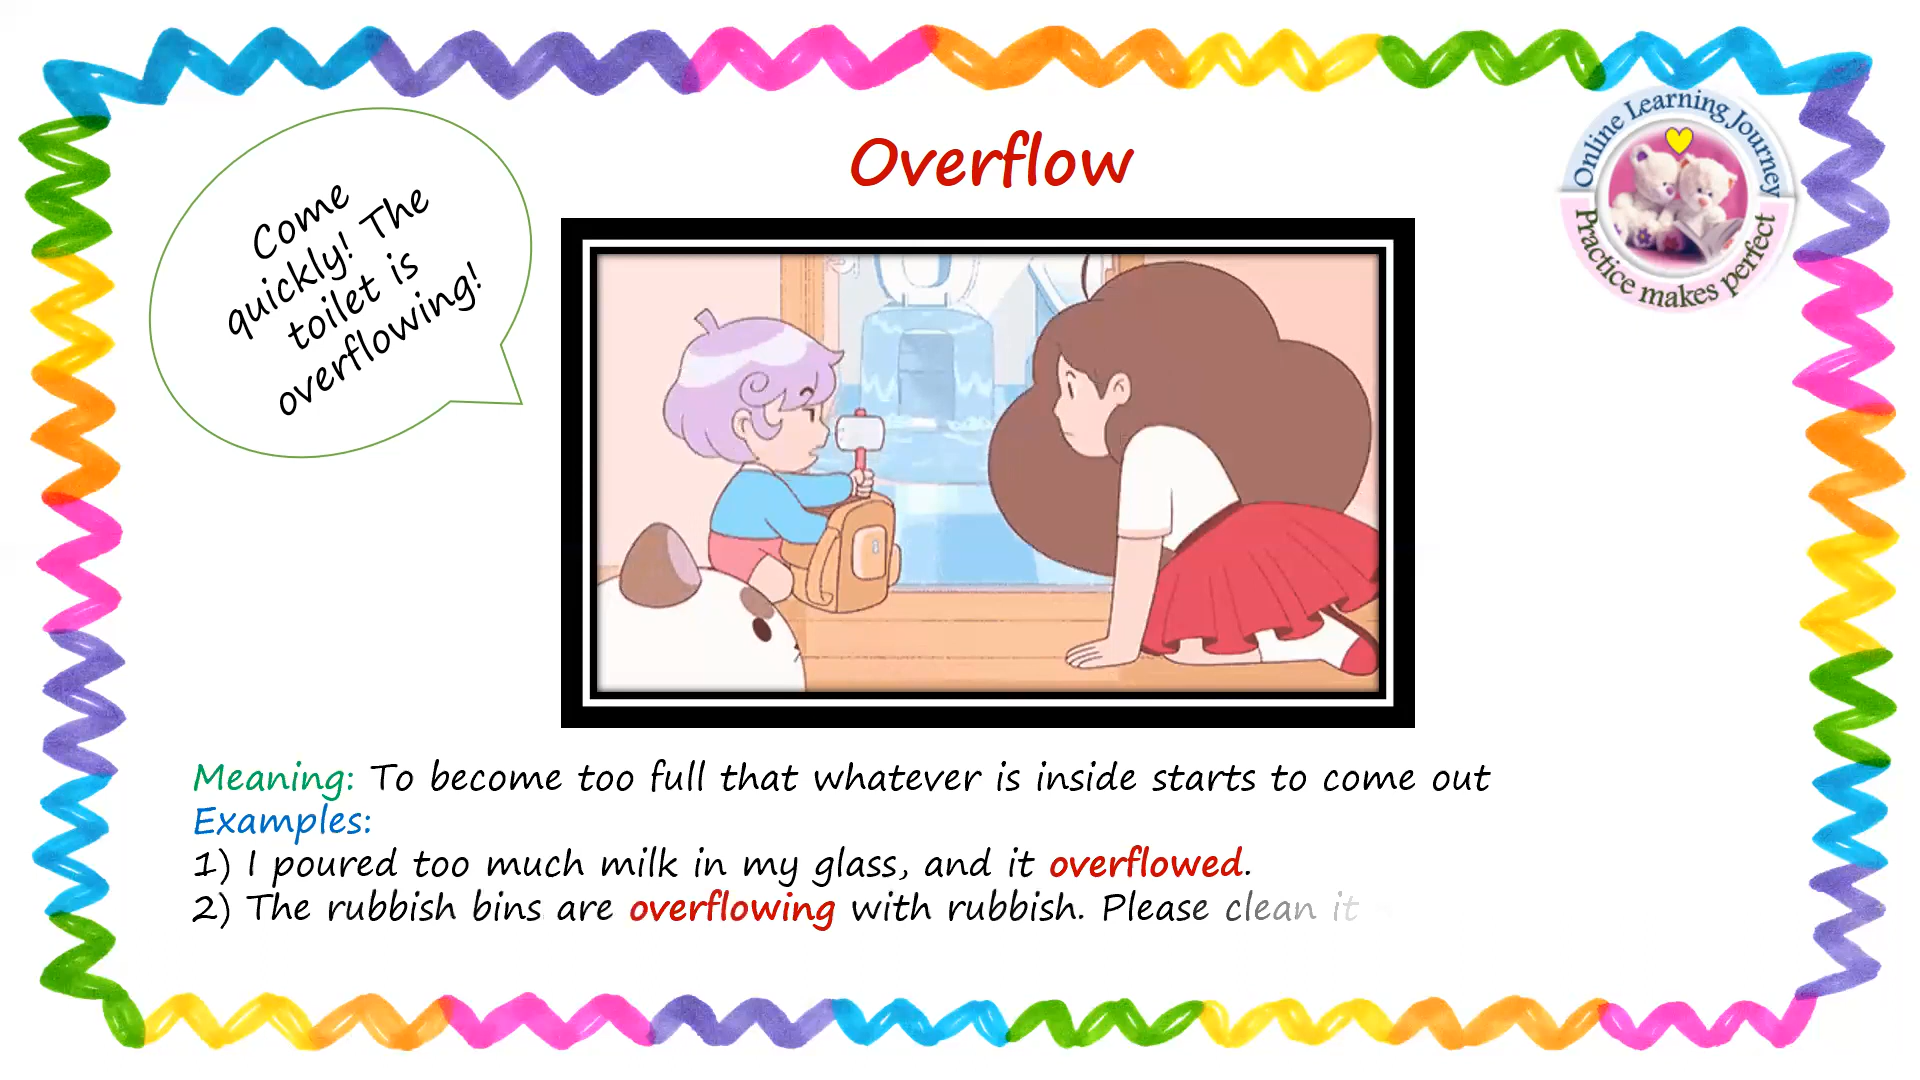 Overflow
Come
quickly! The
toilet is
overflowing!
Online Learning Journey
Practice makes perfect
Meaning: To become too full that whatever is inside starts to come out
Examples:
1) I poured too much milk in my glass, and it overflowed.
2) The rubbish bins are overflowing with rubbish. Please clean it